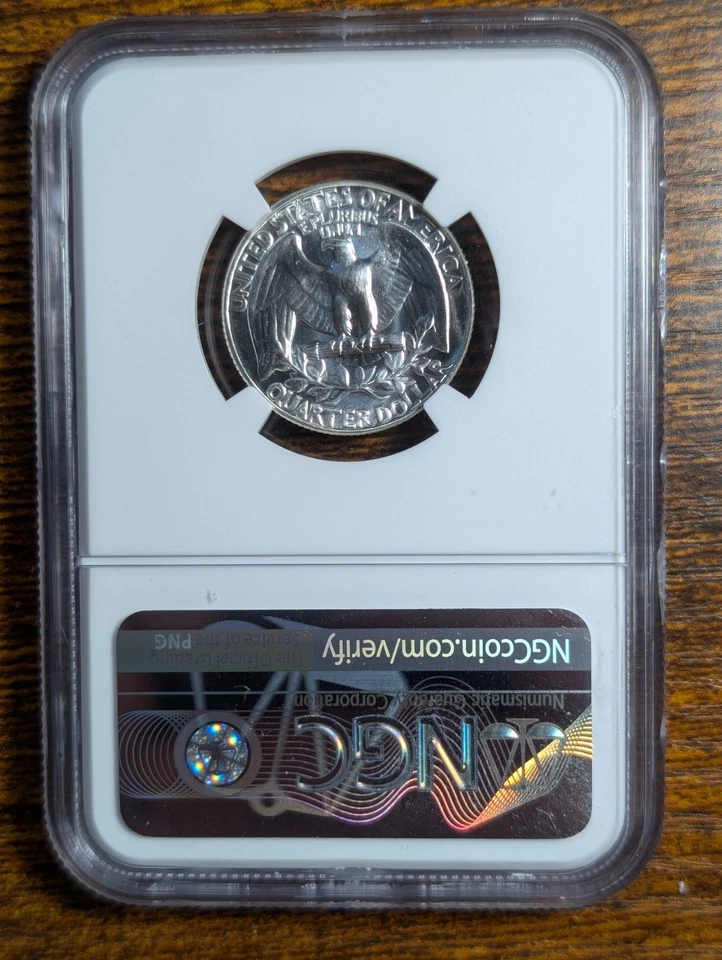 UNITED STATES OF AMERICA
E PLURIBUS
UNUM
QUARTER DOLLAR
NGCcoin.com/verify
The Official Grading
Service of the PNG
Numismatic Guaranty Corporation
NGC